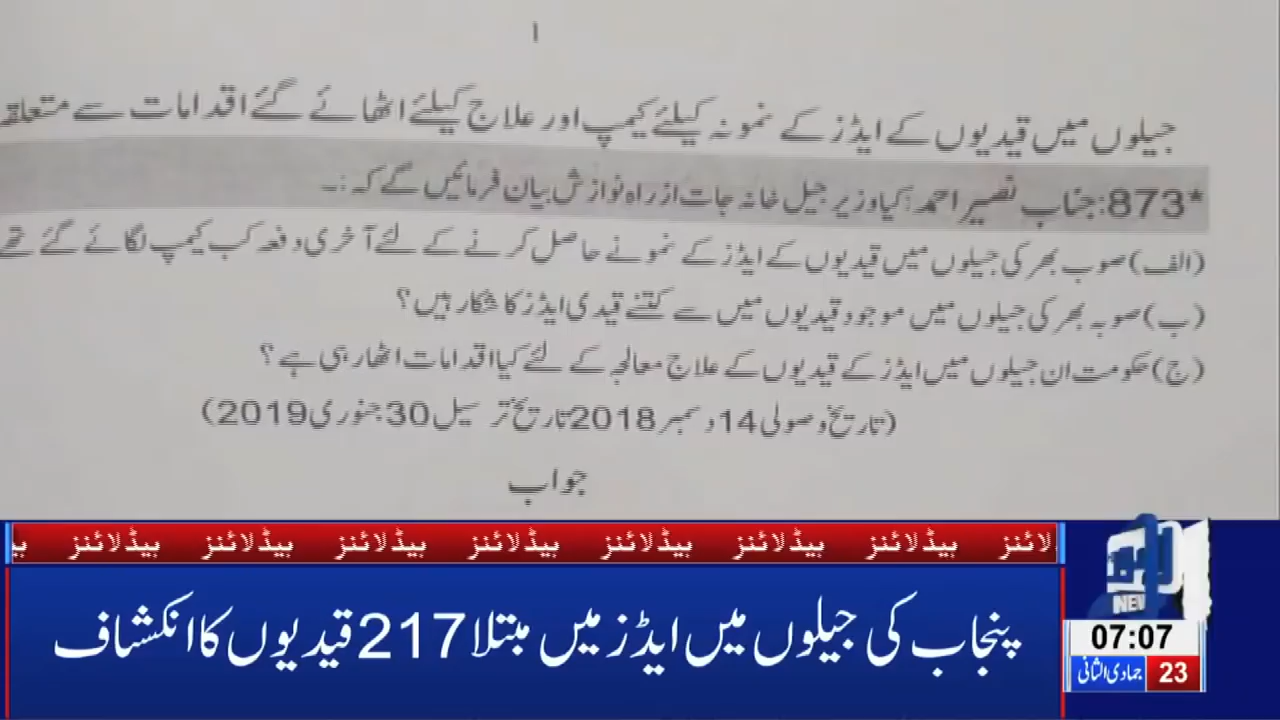 ا
جیلوں میں قیدیوں کے ایڈز کے نمونہ کیلئے کیمپ اور علاج کیلئے اٹھائے گئے اقدامات سے متعلقہ
*873: جناب نصیر احمد: کیا وزیر جیل خانہ جات از راہ نوازش بیان فرمائیں گے کہ:۔
(الف) صوبہ بھر کی جیلوں میں قیدیوں کے ایڈز کے نمونے حاصل کرنے کے لئے آخری دفعہ کب کیمپ لگائے گئے تھے
(ب) صوبہ بھر کی جیلوں میں موجود قیدیوں میں سے کتنے قیدی ایڈز کا شکار ہیں؟
(ج) حکومت ان جیلوں میں ایڈز کے قیدیوں کے علاج معالجہ کے لئے کیا اقدامات اٹھا رہی ہے؟
(تاریخ وصولی 14 دسمبر 2018 تاریخ ترسیل 30 جنوری 2019)
جواب
لائنز ہیڈلائنز ہیڈلائنز ہیڈلائنز ہیڈلائنز ہیڈلائنز ہیڈلائنز ہیڈلائنز ہی
پنجاب کی جیلوں میں ایڈز میں مبتلا 217 قیدیوں کا انکشاف
NEWS
07:07
23 جمادی الثانی